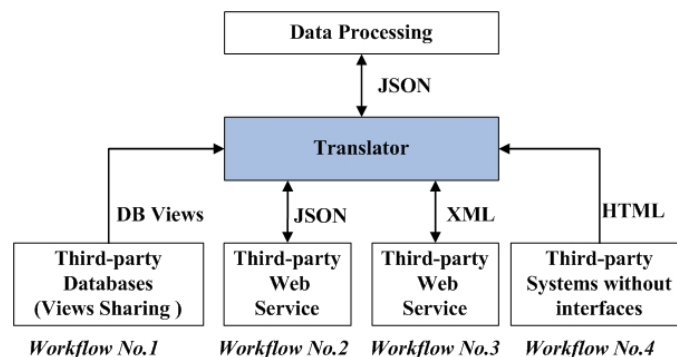 Data Processing
JSON
Translator
DB Views
JSON
XML
HTML
Third-party
Databases
(Views Sharing )
Third-party
Web
Service
Third-party
Web
Service
Third-party
Systems without
interfaces
Workflow No.1
Workflow No.2
Workflow No.3
Workflow No.4